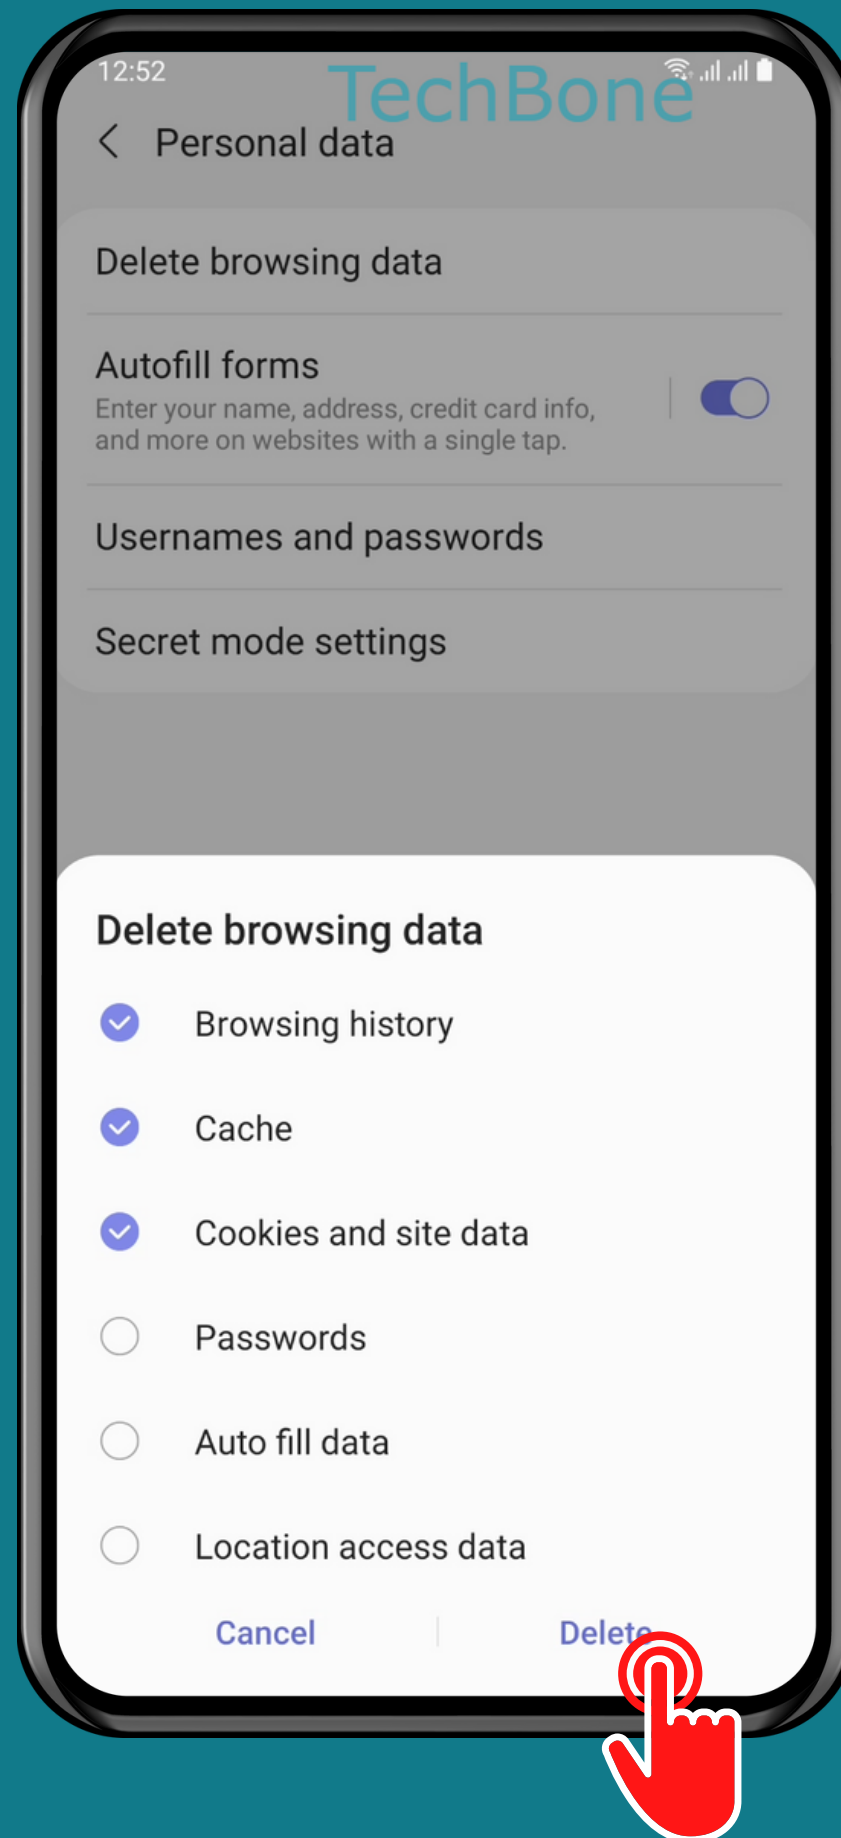 12:52
TechBone
Personal data
Delete browsing data
Autofill forms
Enter your name, address, credit card info,
and more on websites with a single tap.
Usernames and passwords
Secret mode settings
Delete browsing data
Browsing history
Cache
Cookies and site data
Passwords
Auto fill data
Location access data
Cancel
Delete